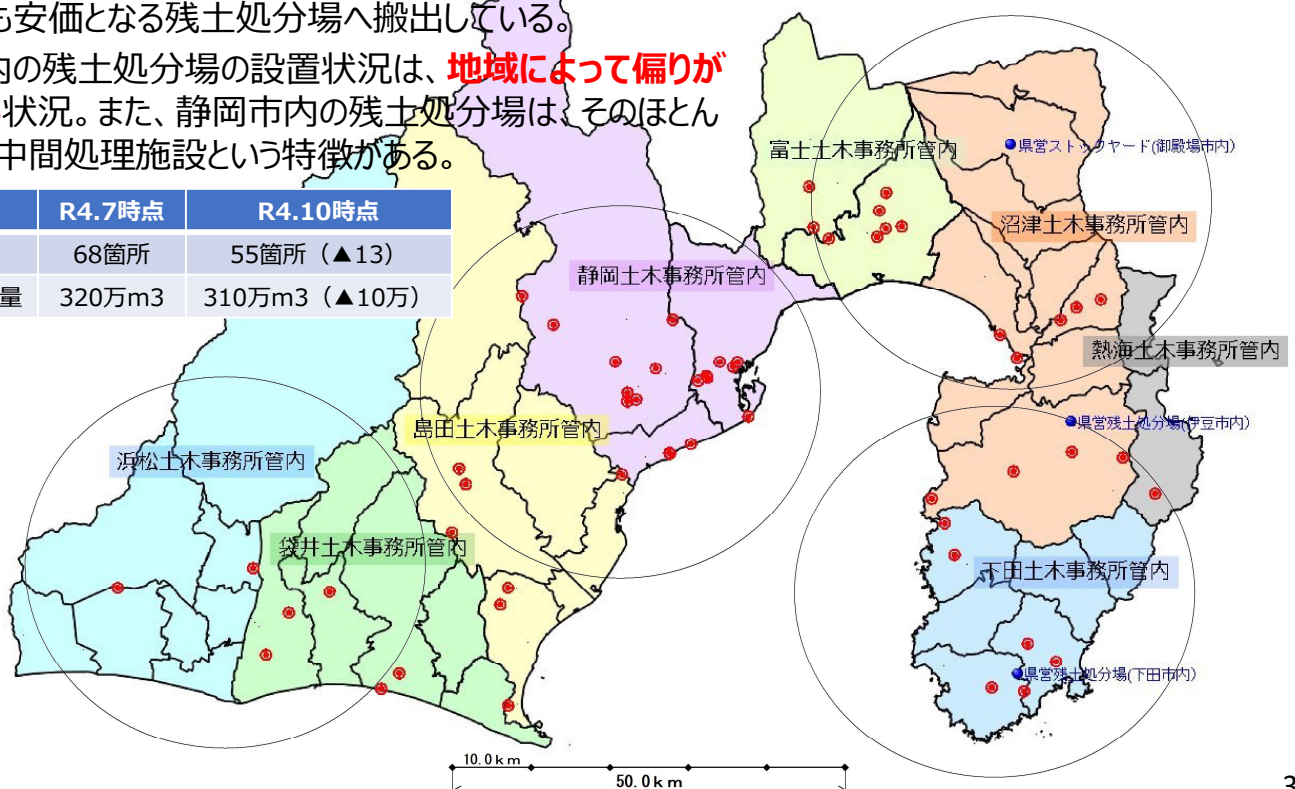 も安価となる残土処分場へ搬出している。
内の残土処分場の設置状況は、地域によって偏りが
状況。また、静岡市内の残土処分場は、そのほとん
中間処理施設という特徴がある。
R4.7時点 R4.10時点
68箇所 55箇所（▲13）
量 320万m3 310万m3（▲10万）
富士土木事務所管内
県営ストックヤード(御殿場市内)
沼津土木事務所管内
静岡土木事務所管内
熱海土木事務所管内
県営残土処分場(伊豆市内)
島田土木事務所管内
浜松土木事務所管内
袋井土木事務所管内
下田土木事務所管内
県営残土処分場(下田市内)
10.0km
50.0km
3